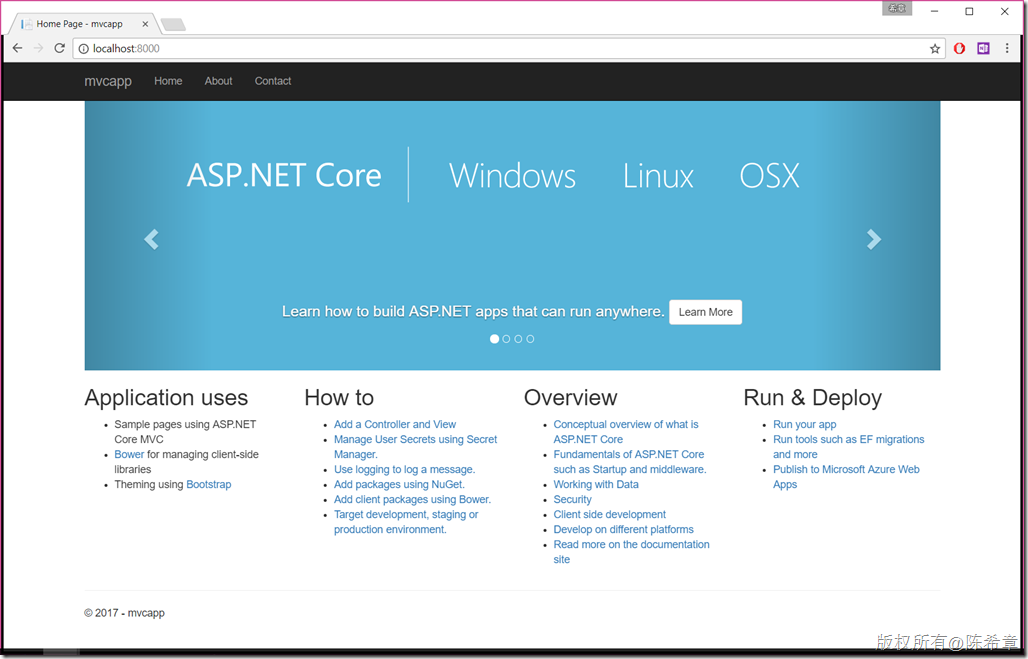 希章
Home Page - mvcapp
localhost:8000
mvcapp Home About Contact
ASP.NET Core Windows Linux OSX
Learn how to build ASP.NET apps that can run anywhere. Learn More
Application uses
Sample pages using ASP.NET
Core MVC
Bower for managing client-side
libraries
Theming using Bootstrap
How to
Add a Controller and View
Manage User Secrets using Secret
Manager.
Use logging to log a message.
Add packages using NuGet.
Add client packages using Bower.
Target development, staging or
production environment.
Overview
Conceptual overview of what is
ASP.NET Core
Fundamentals of ASP.NET Core
such as Startup and middleware.
Working with Data
Security
Client side development
Develop on different platforms
Read more on the documentation
site
Run & Deploy
Run your app
Run tools such as EF migrations
and more
Publish to Microsoft Azure Web
Apps
© 2017 - mvcapp
版权所有@陈希章